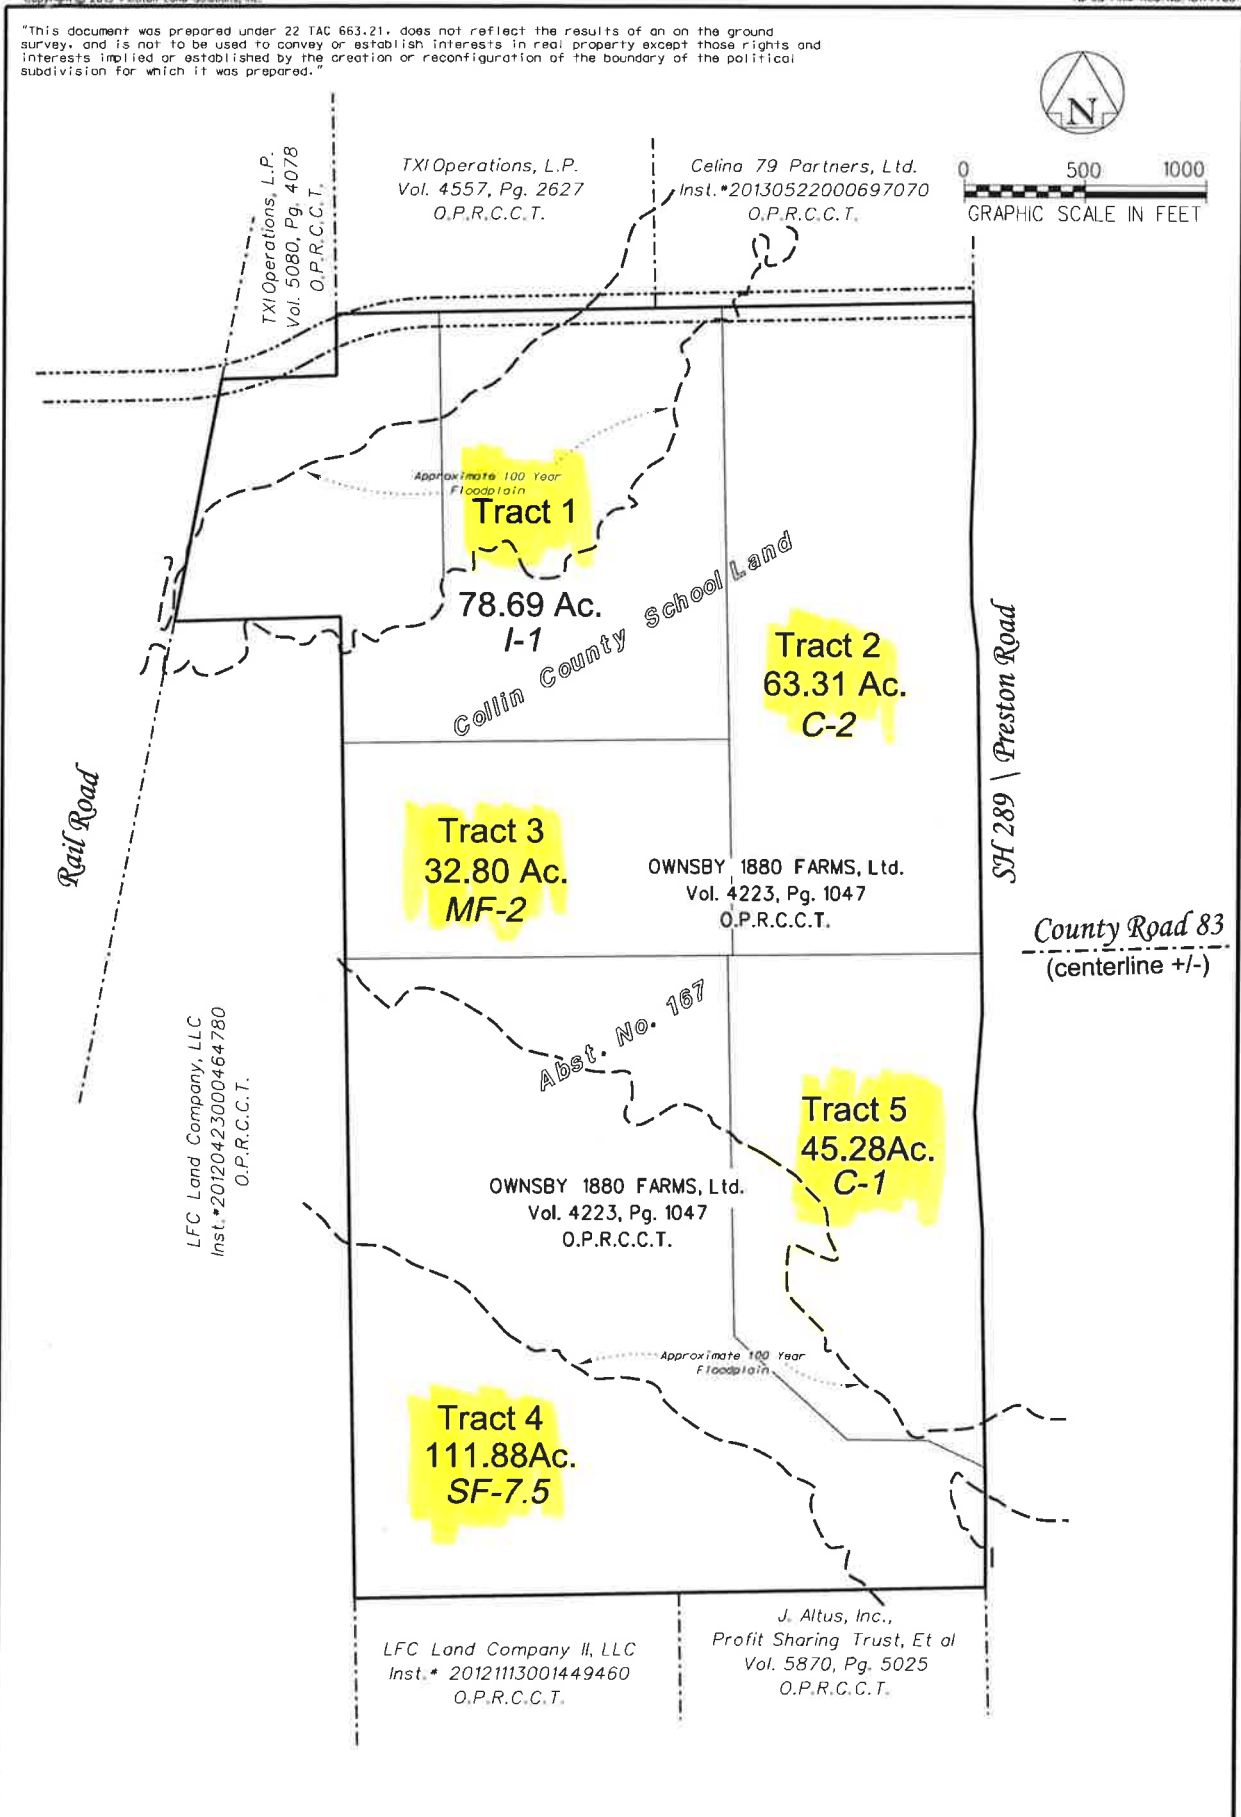 "This document was prepared under 22 TAC 663.21, does not reflect the results of an on the ground
survey, and is not to be used to convey or establish interests in real property except those rights and
interests implied or established by the creation or reconfiguration of the boundary of the political
subdivision for which it was prepared."
N
0 500 1000
GRAPHIC SCALE IN FEET
TXI Operations, L.P.
Vol. 5080, Pg. 4078
O.P.R.C.C.T.
TXI Operations, L.P.
Vol. 4557, Pg. 2627
O.P.R.C.C.T.
Celina 79 Partners, Ltd.
Inst.#20130522000697070
O.P.R.C.C.T.
Approximate 100 Year
Floodplain
Tract 1
78.69 Ac.
I-1
Collin County School Land
Tract 2
63.31 Ac.
C-2
SH 289 \ Preston Road
Rail Road
Tract 3
32.80 Ac.
MF-2
OWNSBY 1880 FARMS, Ltd.
Vol. 4223, Pg. 1047
O.P.R.C.C.T.
County Road 83
(centerline +/-)
Abst. No. 167
LFC Land Company, LLC
Inst.#20120423000464780
O.P.R.C.C.T.
Tract 5
45.28Ac.
C-1
OWNSBY 1880 FARMS, Ltd.
Vol. 4223, Pg. 1047
O.P.R.C.C.T.
Approximate 100 Year
Floodplain
Tract 4
111.88Ac.
SF-7.5
LFC Land Company II, LLC
Inst.# 20121113001449460
O.P.R.C.C.T.
J. Altus, Inc.,
Profit Sharing Trust, Et al
Vol. 5870, Pg. 5025
O.P.R.C.C.T.